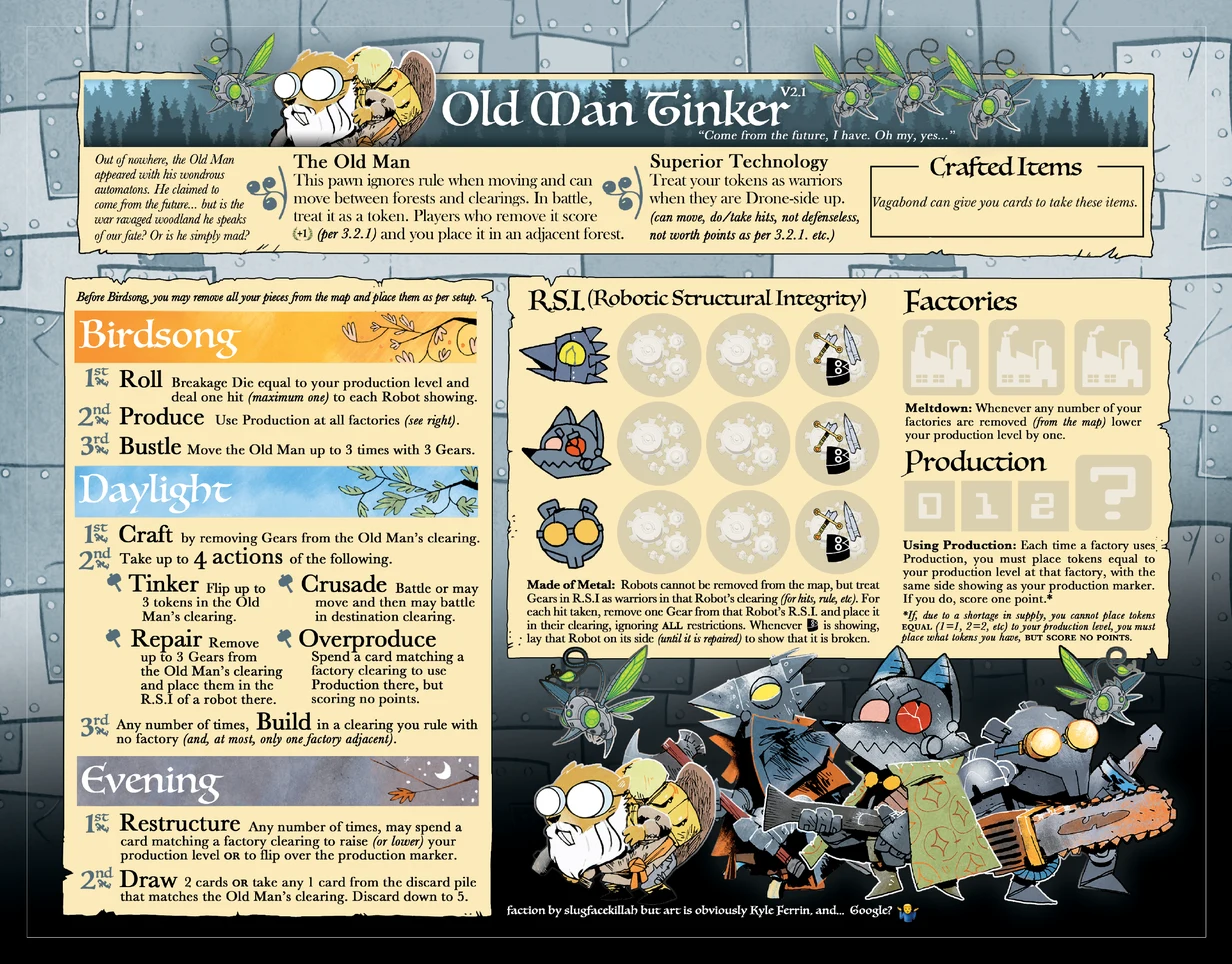 Old Man Tinker V2.1
"Come from the future, I have. Oh my, yes..."
Out of nowhere, the Old Man
appeared with his wondrous
automatons. He claimed to
come from the future... but is the
war ravaged woodland he speaks
of our fate? Or is he simply mad?
The Old Man
This pawn ignores rule when moving and can
move between forests and clearings. In battle,
treat it as a token. Players who remove it score
+1 (per 3.2.1) and you place it in an adjacent forest.
Superior Technology
Treat your tokens as warriors
when they are Drone-side up.
(can move, do/take hits, not defenseless,
not worth points as per 3.2.1. etc.)
Crafted Items
Vagabond can give you cards to take these items.
Before Birdsong, you may remove all your pieces from the map and place them as per setup.
Birdsong
1st Roll Breakage Die equal to your production level and
deal one hit (maximum one) to each Robot showing.
2nd Produce Use Production at all factories (see right).
3rd Bustle Move the Old Man up to 3 times with 3 Gears.
Daylight
1st Craft by removing Gears from the Old Man's clearing.
2nd Take up to 4 actions of the following.
Tinker Flip up to
3 tokens in the Old
Man's clearing.
Crusade Battle or may
move and then may battle
in destination clearing.
Repair Remove
up to 3 Gears from
the Old Man's clearing
and place them in the
R.S.I of a robot there.
Overproduce
Spend a card matching a
factory clearing to use
Production there, but
scoring no points.
3rd Any number of times, Build in a clearing you rule with
no factory (and, at most, only one factory adjacent).
Evening
1st Restructure Any number of times, may spend a
card matching a factory clearing to raise (or lower) your
production level OR to flip over the production marker.
2nd Draw 2 cards OR take any 1 card from the discard pile
that matches the Old Man's clearing. Discard down to 5.
R.S.I. (Robotic Structural Integrity)
Made of Metal: Robots cannot be removed from the map, but treat
Gears in R.S.I as warriors in that Robot's clearing (for hits, rule, etc). For
each hit taken, remove one Gear from that Robot's R.S.I. and place it
in their clearing, ignoring ALL restrictions. Whenever is showing,
lay that Robot on its side (until it is repaired) to show that it is broken.
Factories
Meltdown: Whenever any number of your
factories are removed (from the map) lower
your production level by one.
Production
0 1 2 ?
Using Production: Each time a factory uses
Production, you must place tokens equal to
your production level at that factory, with the
same side showing as your production marker.
If you do, score one point.*
*If, due to a shortage in supply, you cannot place tokens
EQUAL (1=1, 2=2, etc) to your production level, you must
place what tokens you have, BUT SCORE NO POINTS.
faction by slugfacekillah but art is obviously Kyle Ferrin, and... Google?